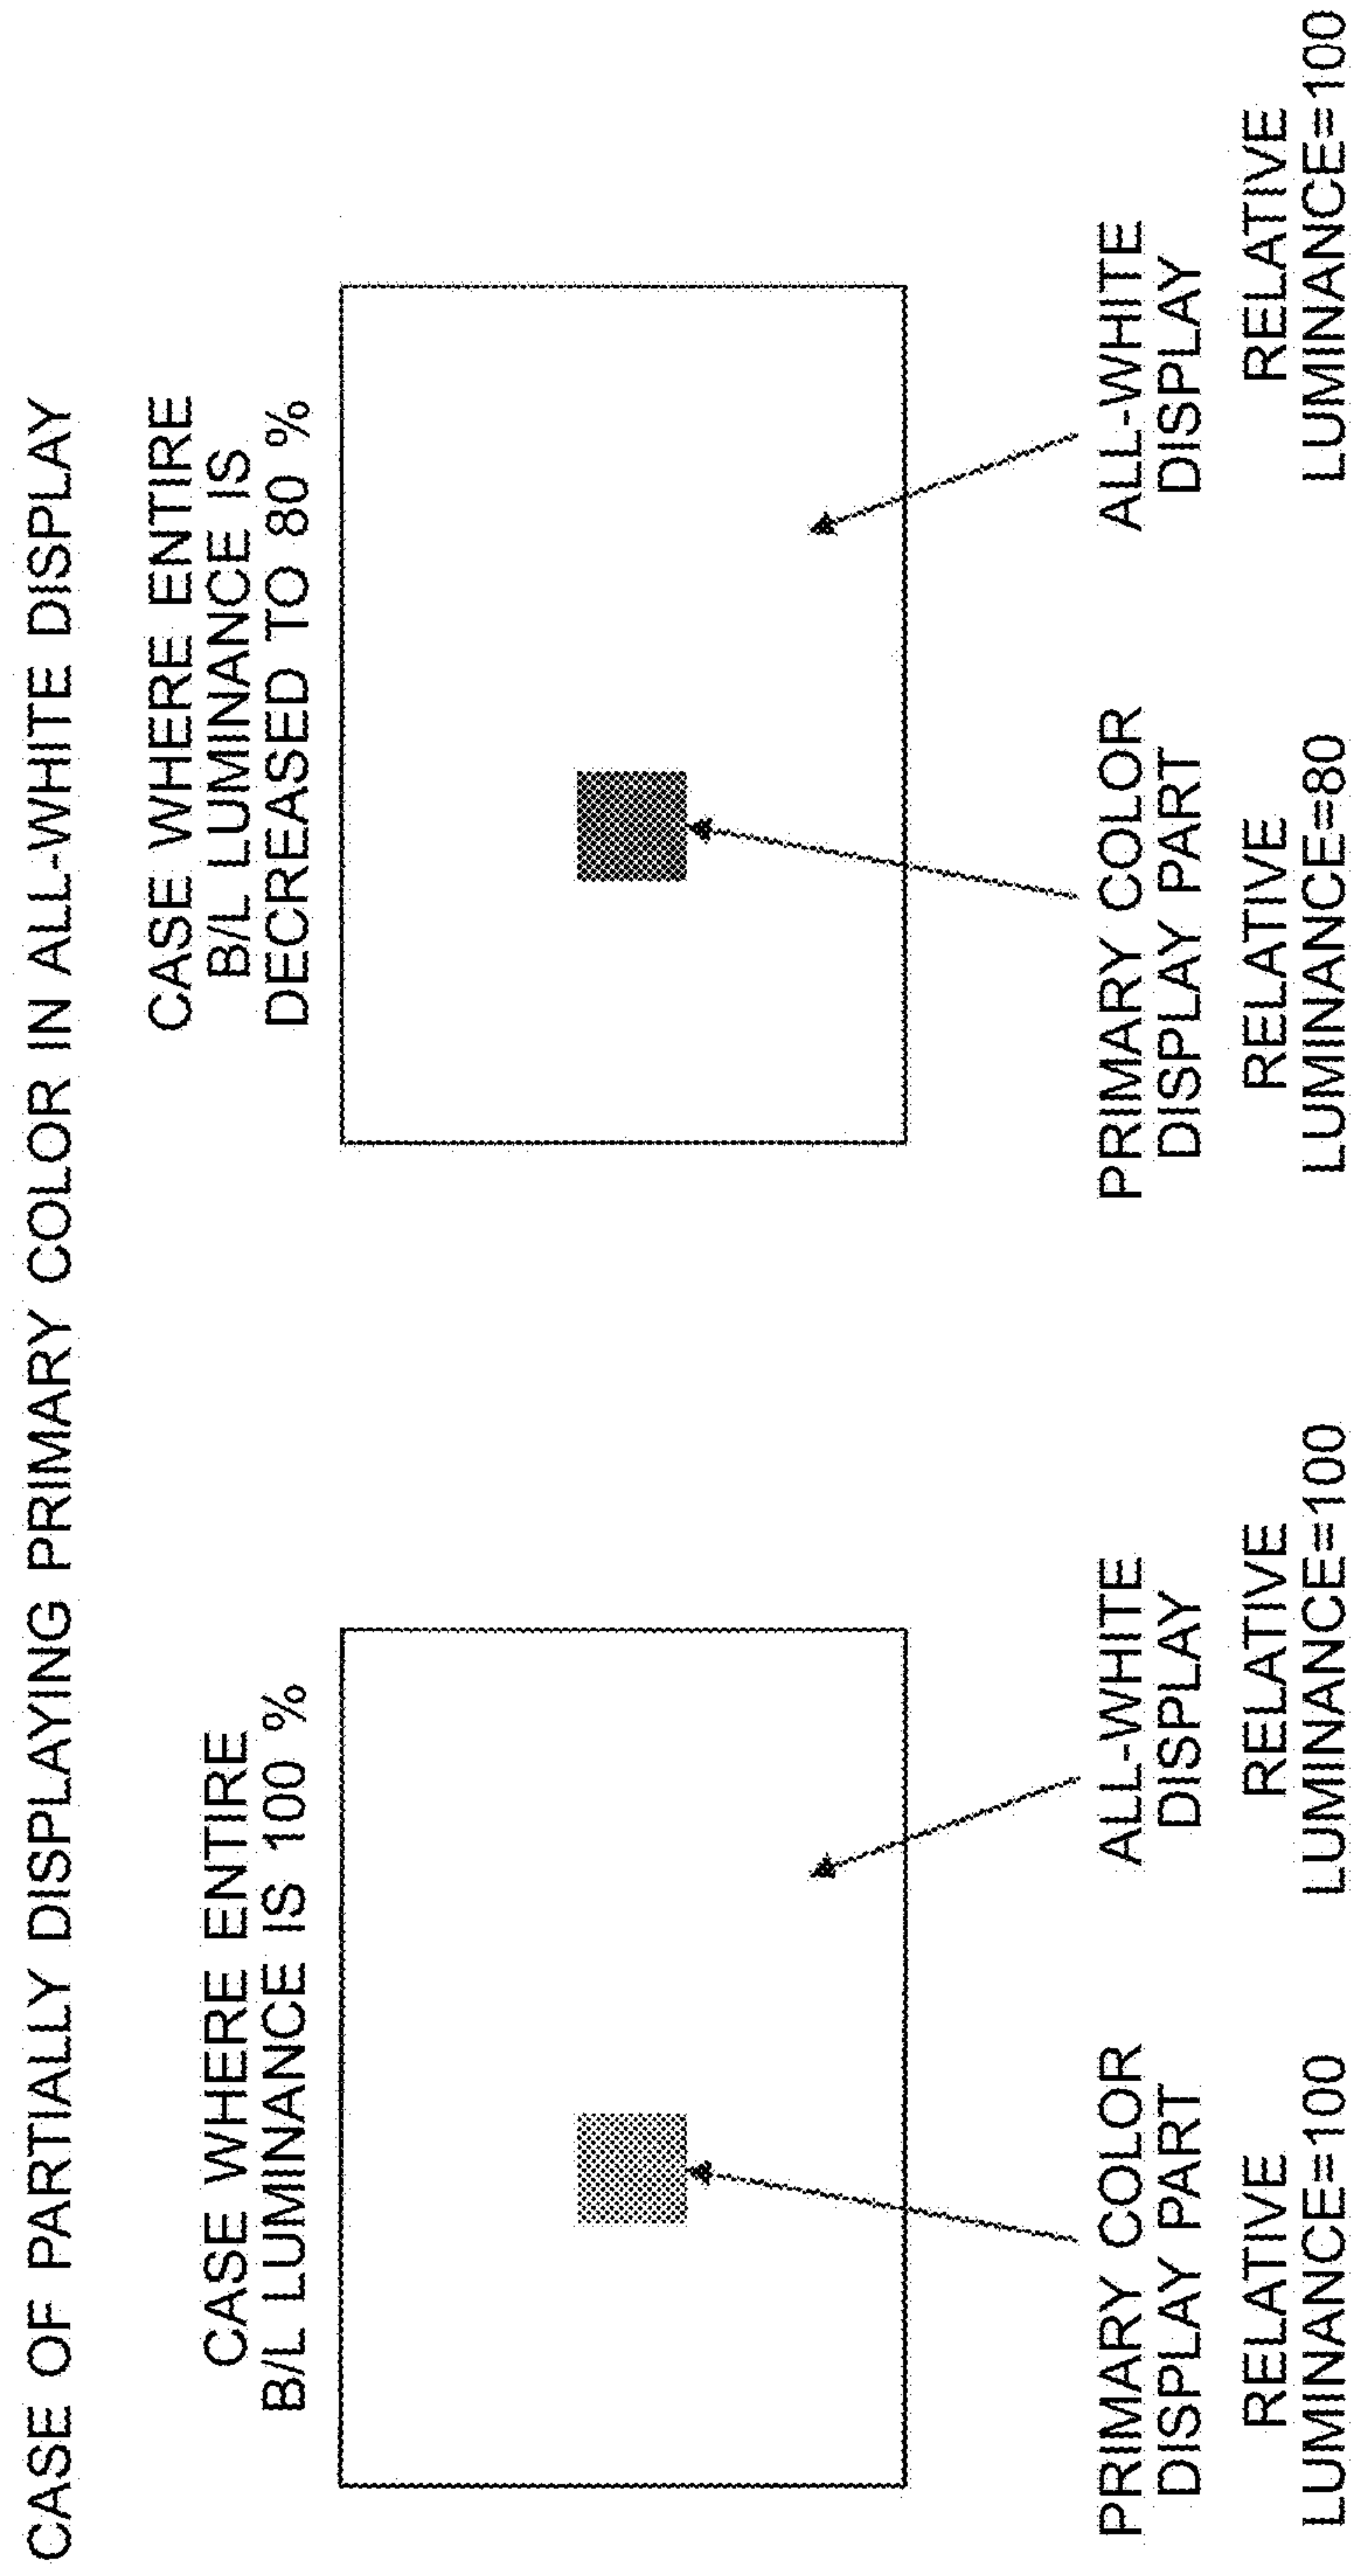 CASE OF PARTIALLY DISPLAYING PRIMARY COLOR IN ALL-WHITE DISPLAY
CASE WHERE ENTIRE
B/L LUMINANCE IS 100 %
PRIMARY COLOR
DISPLAY PART
RELATIVE
LUMINANCE=100
ALL-WHITE
DISPLAY
RELATIVE
LUMINANCE=100
CASE WHERE ENTIRE
B/L LUMINANCE IS
DECREASED TO 80 %
PRIMARY COLOR
DISPLAY PART
RELATIVE
LUMINANCE=80
ALL-WHITE
DISPLAY
RELATIVE
LUMINANCE=100